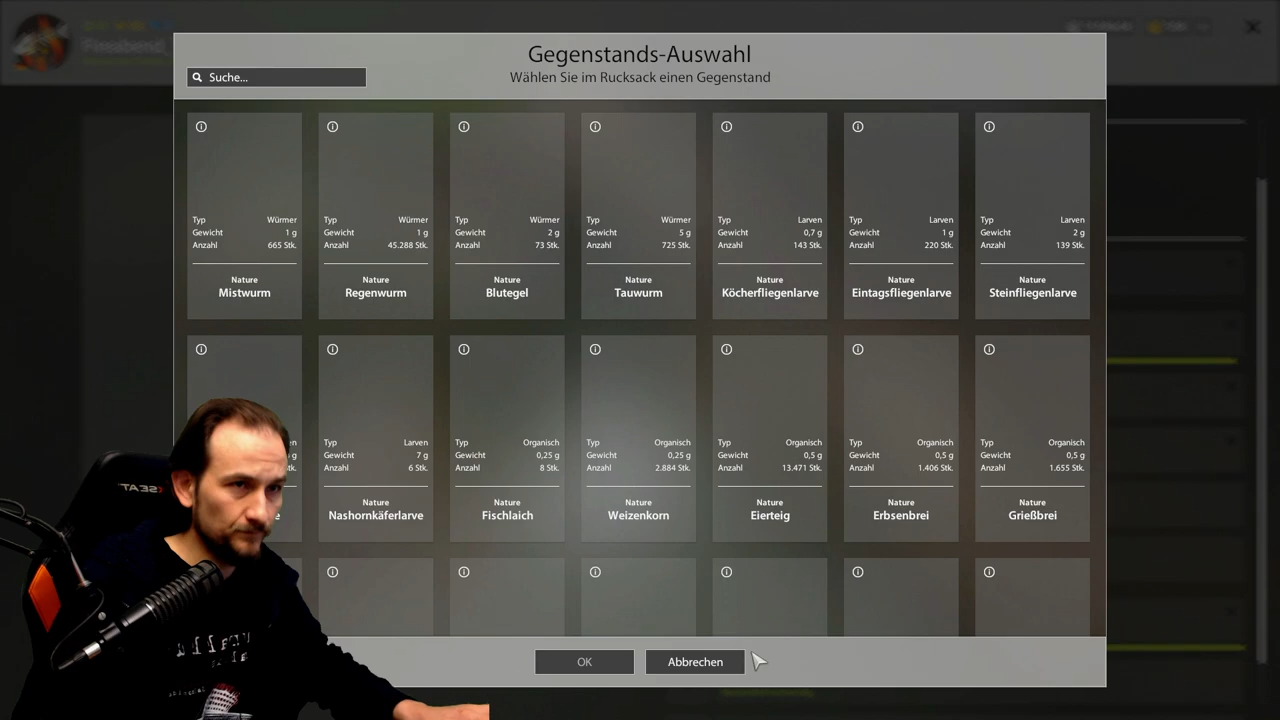 Gegenstands-Auswahl
Wählen Sie im Rucksack einen Gegenstand
Suche...
Typ Würmer
Gewicht 1 g
Anzahl 665 Stk.
Nature
Mistwurm
Typ Würmer
Gewicht 1 g
Anzahl 45.288 Stk.
Nature
Regenwurm
Typ Würmer
Gewicht 2 g
Anzahl 73 Stk.
Nature
Blutegel
Typ Würmer
Gewicht 5 g
Anzahl 725 Stk.
Nature
Tauwurm
Typ Larven
Gewicht 0,7 g
Anzahl 143 Stk.
Nature
Köcherfliegenlarve
Typ Larven
Gewicht 1 g
Anzahl 220 Stk.
Nature
Eintagsfliegenlarve
Typ Larven
Gewicht 2 g
Anzahl 139 Stk.
Nature
Steinfliegenlarve
Typ Larven
Gewicht 7 g
Anzahl 6 Stk.
Nature
Nashornkäferlarve
Typ Organisch
Gewicht 0,25 g
Anzahl 8 Stk.
Nature
Fischlaich
Typ Organisch
Gewicht 0,25 g
Anzahl 2.884 Stk.
Nature
Weizenkorn
Typ Organisch
Gewicht 0,5 g
Anzahl 13.471 Stk.
Nature
Eierteig
Typ Organisch
Gewicht 0,5 g
Anzahl 1.406 Stk.
Nature
Erbsenbrei
Typ Organisch
Gewicht 0,5 g
Anzahl 1.655 Stk.
Nature
Grießbrei
OK
Abbrechen